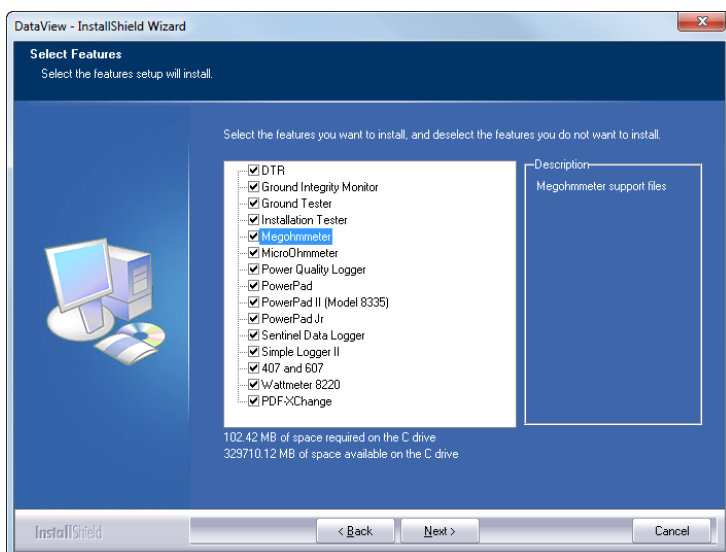 DataView - InstallShield Wizard
Select Features
Select the features setup will install.
Select the features you want to install, and deselect the features you do not want to install.
DTR
Ground Integrity Monitor
Ground Tester
Installation Tester
Megohmmeter
MicroOhmmeter
Power Quality Logger
PowerPad
PowerPad II (Model 8335)
PowerPad Jr
Sentinel Data Logger
Simple Logger II
407 and 607
Wattmeter 8220
PDF-XChange
Description
Megohmmeter support files
102.42 MB of space required on the C drive
329710.12 MB of space available on the C drive
InstallShield
< Back
Next >
Cancel